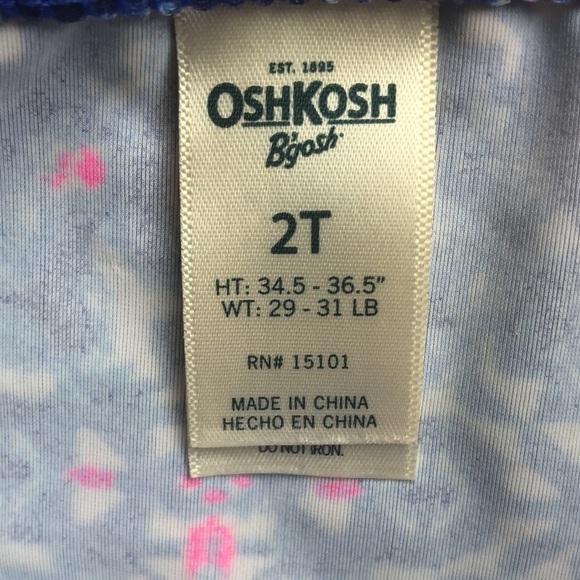 EST. 1895
OSHKOSH
B'gosh
2T
HT: 34.5 - 36.5"
WT: 29 - 31 LB
RN# 15101
MADE IN CHINA
HECHO EN CHINA
DO NOT IRON.